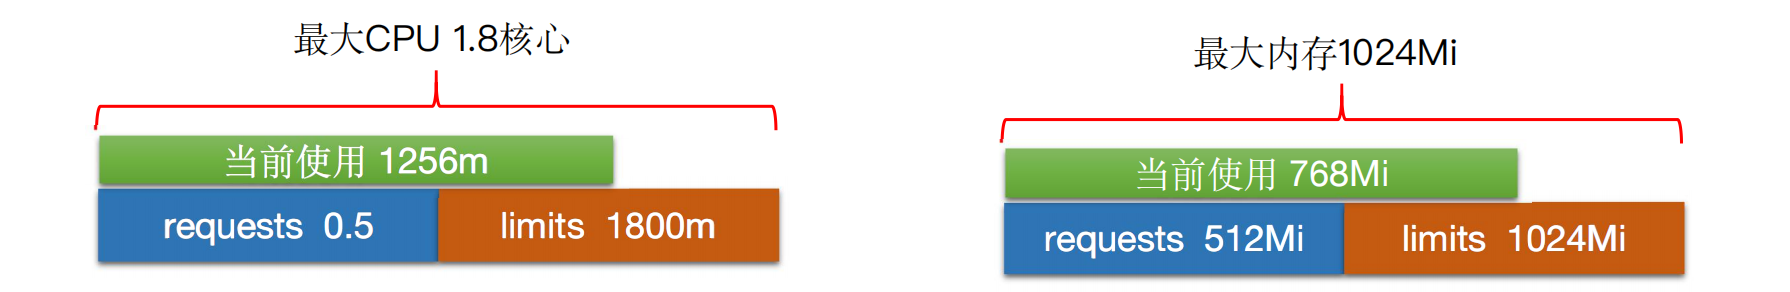 最大CPU 1.8核心
当前使用 1256m
requests 0.5
limits 1800m
最大内存1024Mi
当前使用 768Mi
requests 512Mi
limits 1024Mi